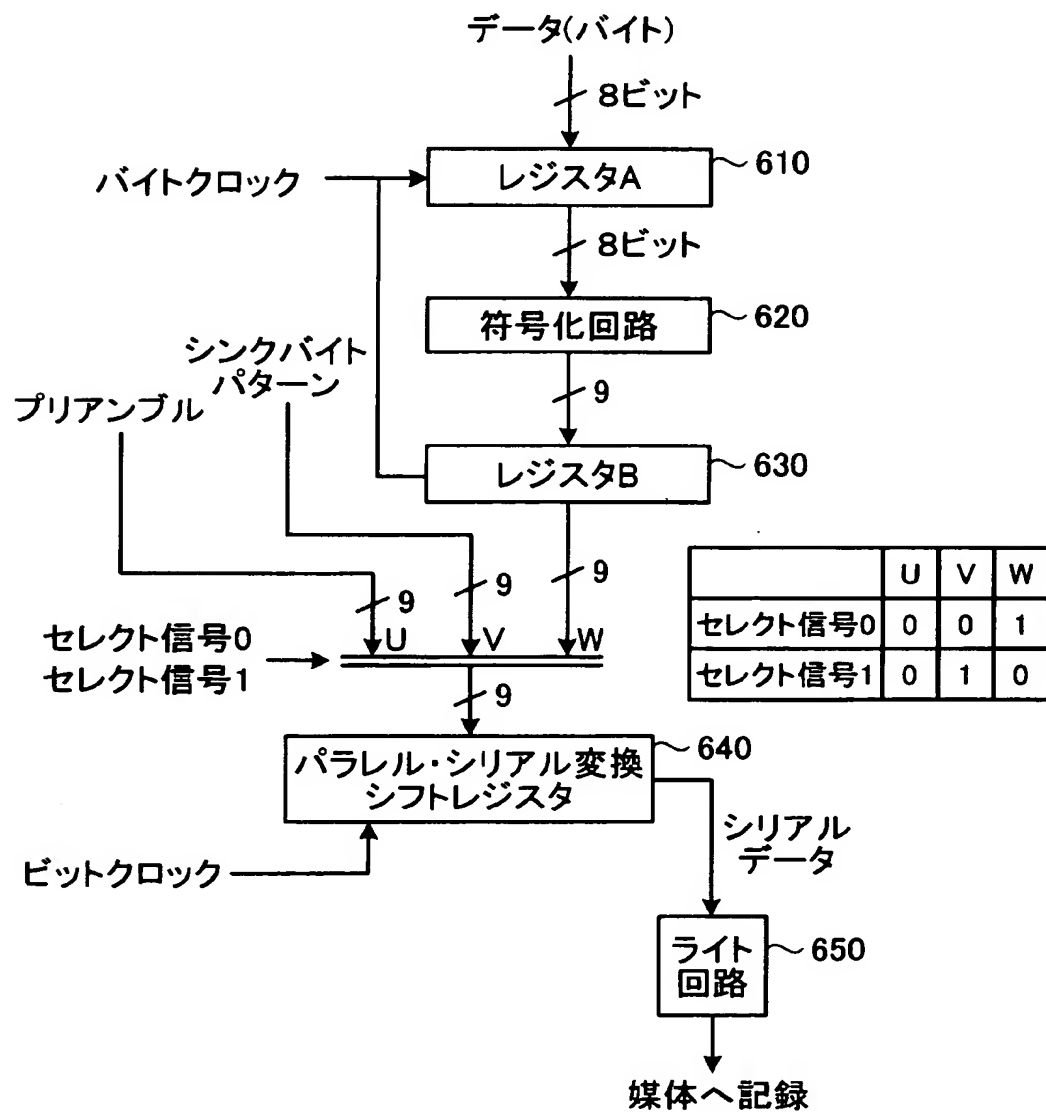 データ(バイト)
8ビット
バイトクロック
レジスタA
610
8ビット
符号化回路
620
シンクバイト
パターン
9
プリアンブル
レジスタB
630
9
9
9
U
V
W
セレクト信号0
セレクト信号1
9
U V W
セレクト信号0 0 0 1
セレクト信号1 0 1 0
パラレル・シリアル変換
シフトレジスタ
640
シリアル
データ
ビットクロック
ライト
回路
650
媒体へ記録